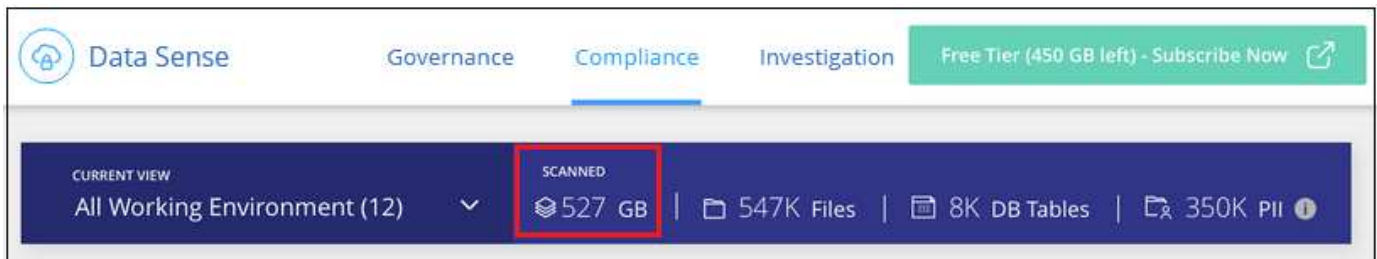 Data Sense Governance Compliance Investigation Free Tier (450 GB left) - Subscribe Now
CURRENT VIEW SCANNED
All Working Environment (12) 527 GB | 547K Files | 8K DB Tables | 350K PII